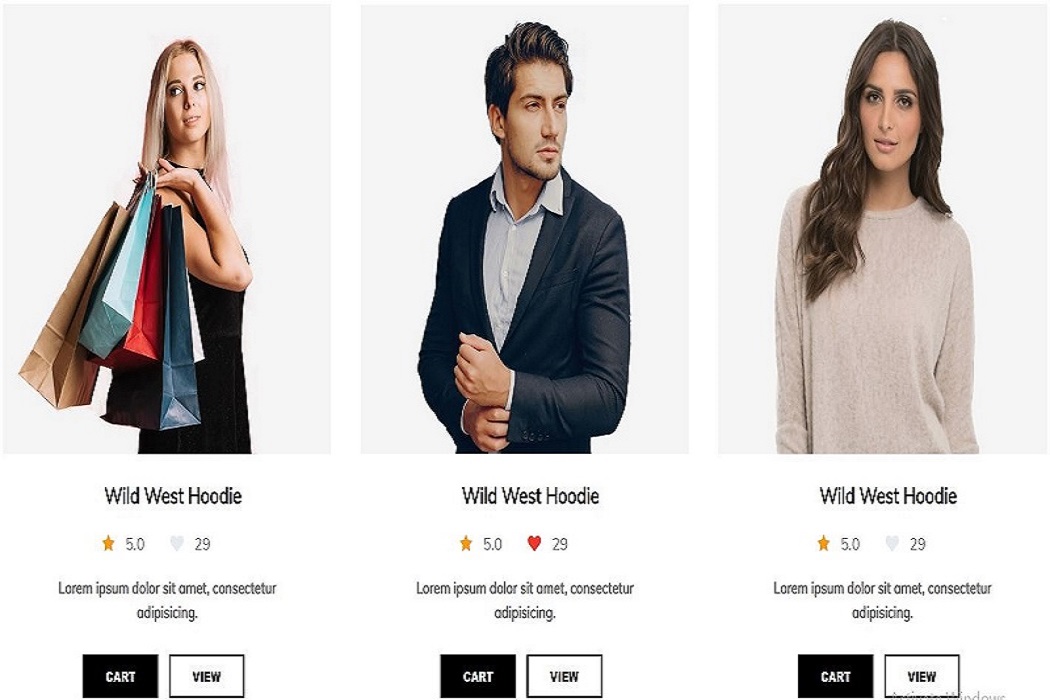 Wild West Hoodie
5.0 29
Lorem ipsum dolor sit amet, consectetur
adipisicing.
CART VIEW
Wild West Hoodie
5.0 29
Lorem ipsum dolor sit amet, consectetur
adipisicing.
CART VIEW
Wild West Hoodie
5.0 29
Lorem ipsum dolor sit amet, consectetur
adipisicing.
CART VIEW